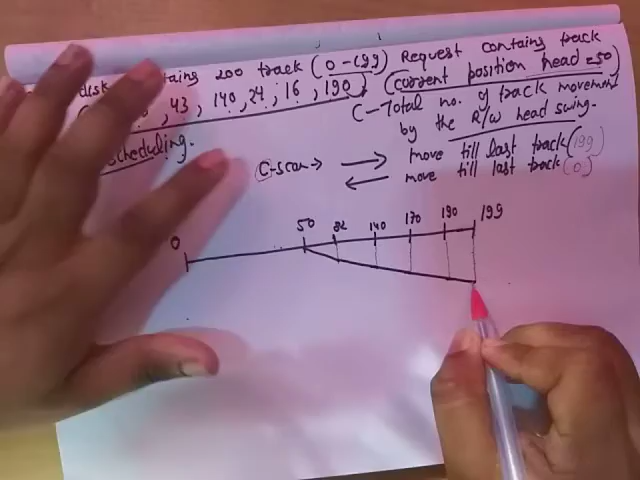 disk contains 200 track (0-199) Request contains track
43, 140, 24, 16, 190) (current position head=50)
C-Total no. of track movement
by the R/W head swing.
scheduling.
C-scan→ → move till last track(199)
← move till last track(0)
0 50 82 140 170 190 199